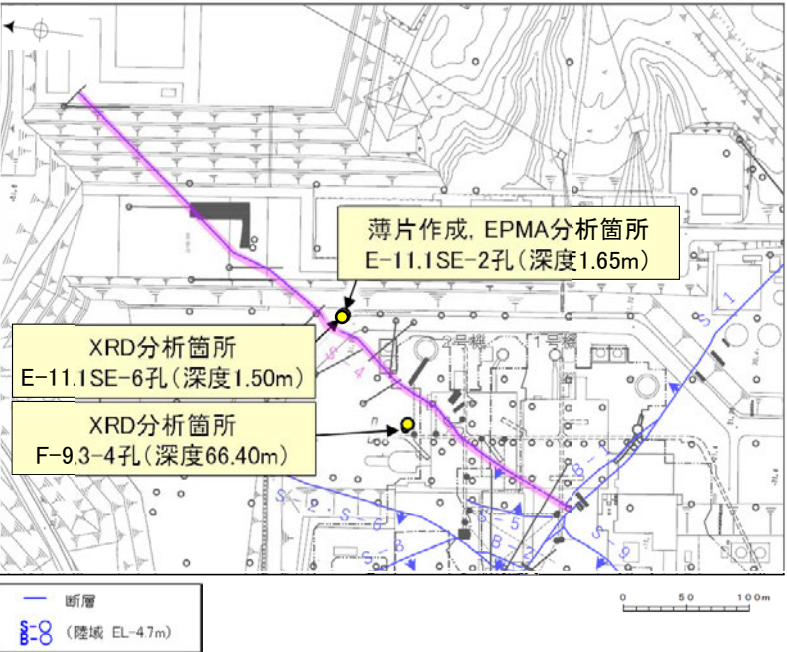 薄片作成, EPMA分析箇所
E-11.1SE-2孔(深度1.65m)
XRD分析箇所
E-11.1SE-6孔(深度1.50m)
XRD分析箇所
F-9.3-4孔(深度66.40m)
S-1
S-4
2号機
1号機
S-2・S-6
S-5
S-8
B-2
S-9
断層
S-○
B-○
(陸域 EL-4.7m)
0 50 100m